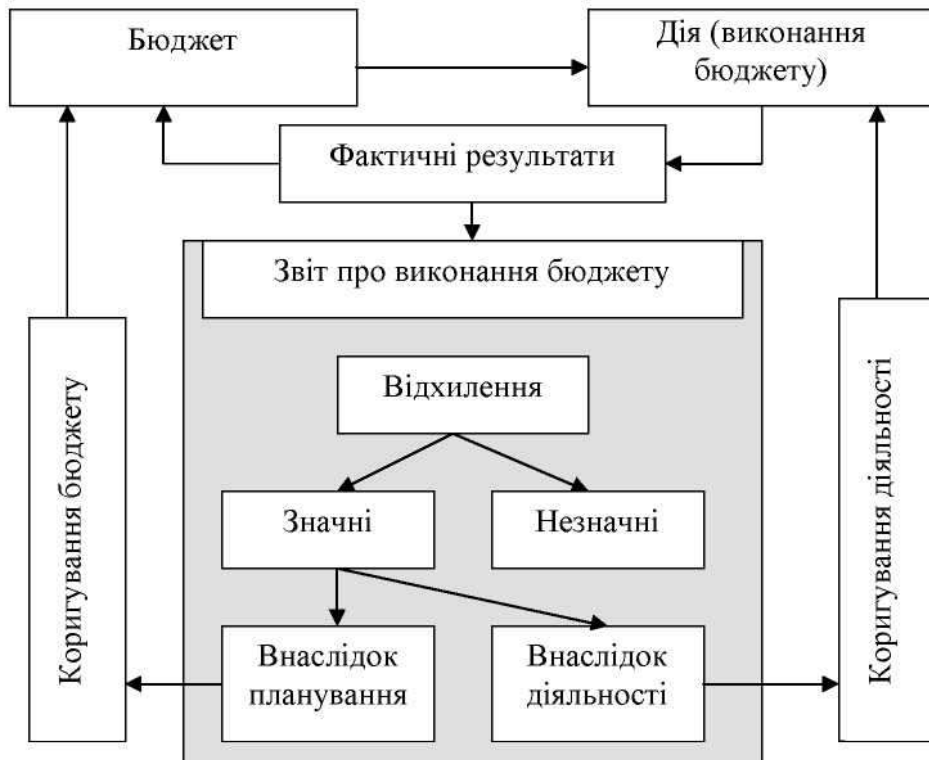 Бюджет
Дія (виконання
бюджету)
Фактичні результати
Звіт про виконання бюджету
Відхилення
Значні
Незначні
Внаслідок
планування
Внаслідок
діяльності
Коригування бюджету
Коригування діяльності